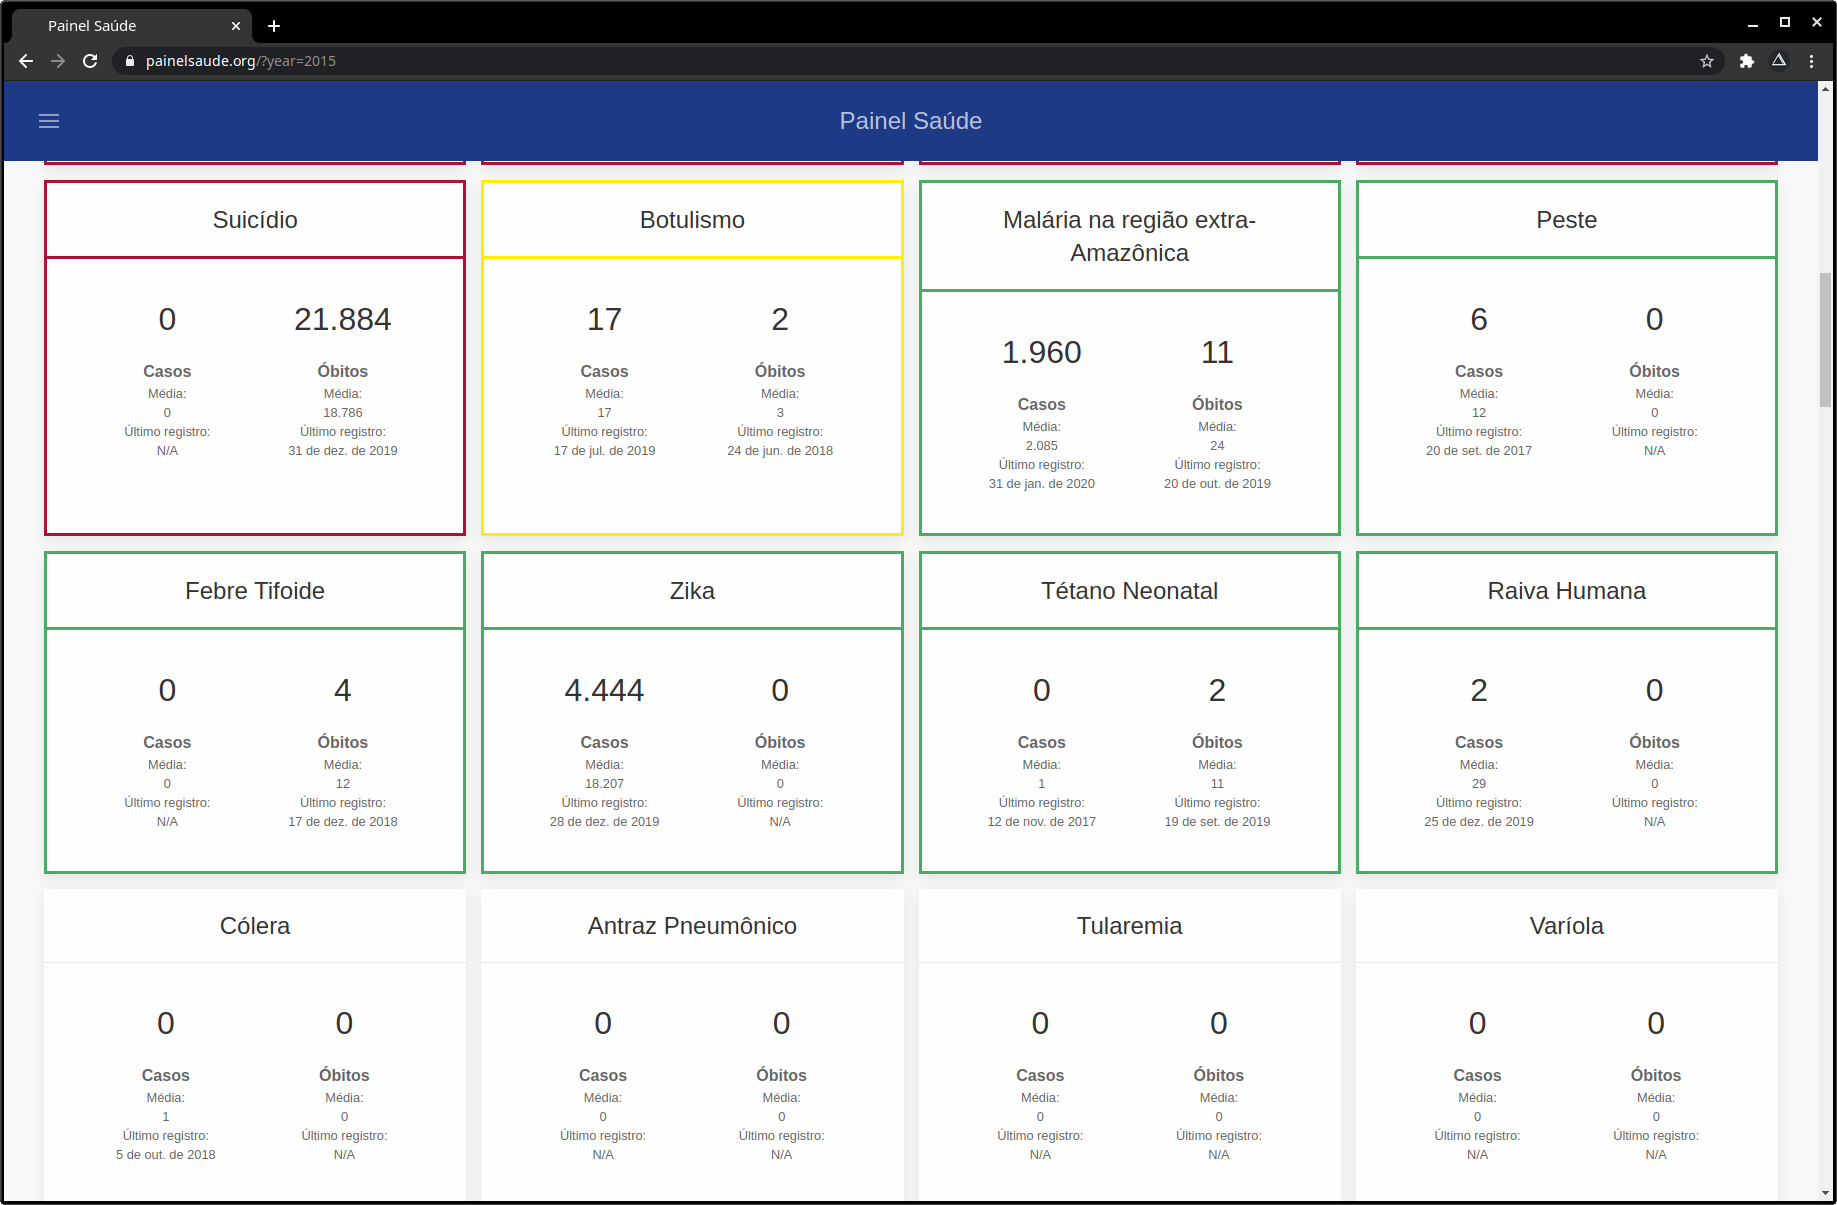 Painel Saúde
painelsaude.org/?year=2015
Painel Saúde
Suicídio
0
21.884
Casos
Óbitos
Média:
Média:
0
18.786
Último registro:
Último registro:
N/A
31 de dez. de 2019
Botulismo
17
2
Casos
Óbitos
Média:
Média:
17
3
Último registro:
Último registro:
17 de jul. de 2019
24 de jun. de 2018
Malária na região extra-
Amazônica
1.960
11
Casos
Óbitos
Média:
Média:
2.085
24
Último registro:
Último registro:
31 de jan. de 2020
20 de out. de 2019
Peste
6
0
Casos
Óbitos
Média:
Média:
12
0
Último registro:
Último registro:
20 de set. de 2017
N/A
Febre Tifoide
0
4
Casos
Óbitos
Média:
Média:
0
12
Último registro:
Último registro:
N/A
17 de dez. de 2018
Zika
4.444
0
Casos
Óbitos
Média:
Média:
18.207
0
Último registro:
Último registro:
28 de dez. de 2019
N/A
Tétano Neonatal
0
2
Casos
Óbitos
Média:
Média:
1
11
Último registro:
Último registro:
12 de nov. de 2017
19 de set. de 2019
Raiva Humana
2
0
Casos
Óbitos
Média:
Média:
29
0
Último registro:
Último registro:
25 de dez. de 2019
N/A
Cólera
0
0
Casos
Óbitos
Média:
Média:
1
0
Último registro:
Último registro:
5 de out. de 2018
N/A
Antraz Pneumônico
0
0
Casos
Óbitos
Média:
Média:
0
0
Último registro:
Último registro:
N/A
N/A
Tularemia
0
0
Casos
Óbitos
Média:
Média:
0
0
Último registro:
Último registro:
N/A
N/A
Varíola
0
0
Casos
Óbitos
Média:
Média:
0
0
Último registro:
Último registro:
N/A
N/A